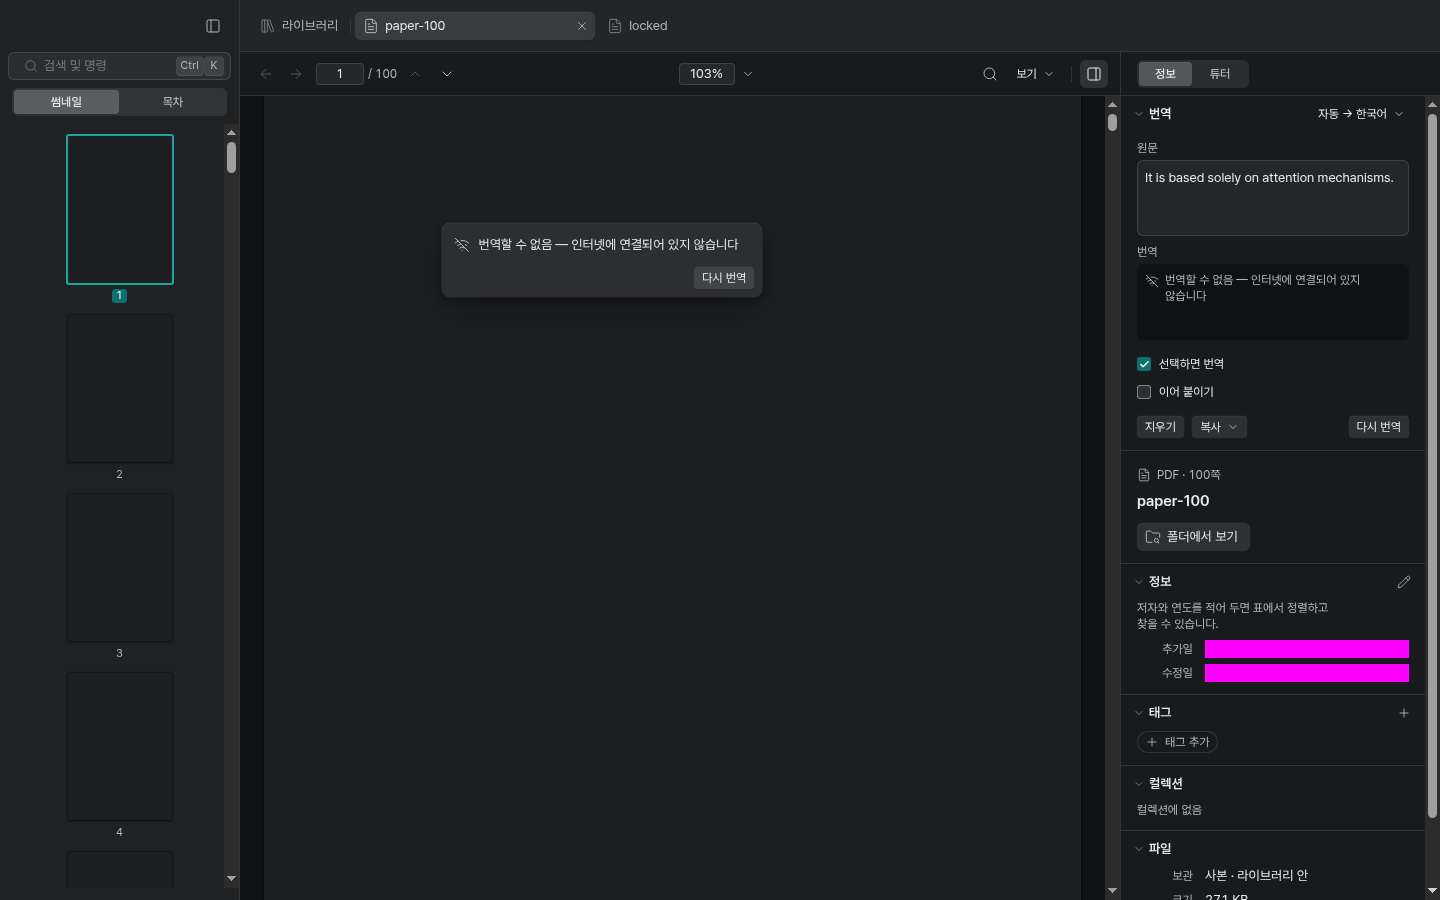 라이브러리
paper-100
locked
검색 및 명령
Ctrl
K
썸네일
목차
1
2
3
4
1
/ 100
103%
보기
번역할 수 없음 — 인터넷에 연결되어 있지 않습니다
다시 번역
정보
튜터
번역
자동 → 한국어
원문
It is based solely on attention mechanisms.
번역
번역할 수 없음 — 인터넷에 연결되어 있지
않습니다
선택하면 번역
이어 붙이기
지우기
복사
다시 번역
PDF · 100쪽
paper-100
폴더에서 보기
정보
저자와 연도를 적어 두면 표에서 정렬하고
찾을 수 있습니다.
추가일
수정일
태그
태그 추가
컬렉션
컬렉션에 없음
파일
보관
사본 · 라이브러리 안